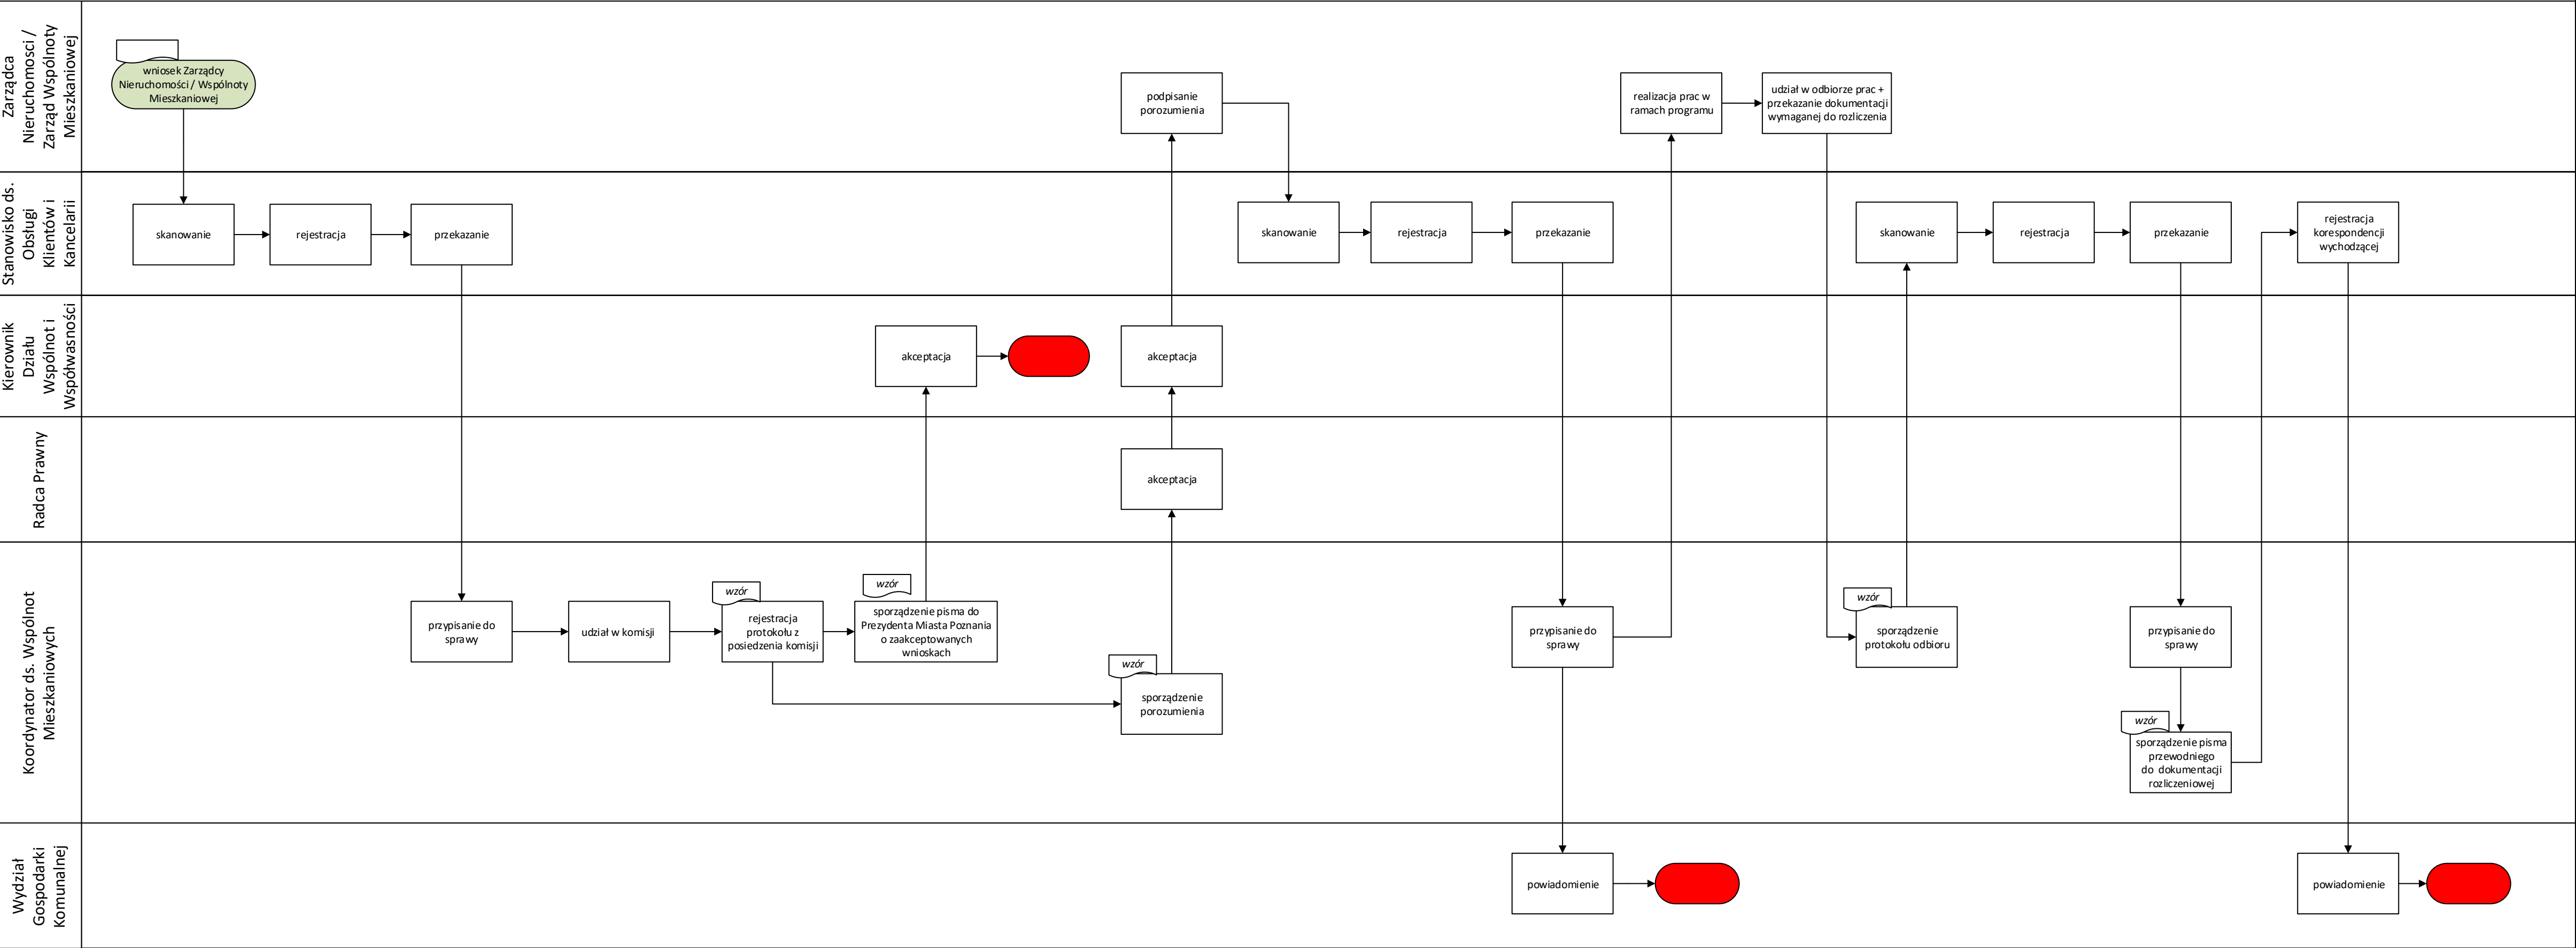 Zarządca
Nieruchomosci /
Zarząd Wspólnoty
Mieszkaniowej
wniosek Zarządcy
Nieruchomości / Wspólnoty
Mieszkaniowej
podpisanie
porozumienia
realizacja prac w
ramach programu
udział w odbiorze prac +
przekazanie dokumentacji
wymaganej do rozliczenia
Stanowisko ds.
Obsługi
Klientów i
Kancelarii
skanowanie
rejestracja
przekazanie
skanowanie
rejestracja
przekazanie
skanowanie
rejestracja
przekazanie
rejestracja
korespondencji
wychodzącej
Kierownik
Działu
Wspólnot i
Współwasności
akceptacja
akceptacja
Radca Prawny
akceptacja
Koordynator ds. Wspólnot
Mieszkaniowych
przypisanie do
sprawy
udział w komisji
wzór
rejestracja
protokołu z
posiedzenia komisji
wzór
sporządzenie pisma do
Prezydenta Miasta Poznania
o zaakceptowanych
wnioskach
wzór
sporządzenie
porozumienia
przypisanie do
sprawy
wzór
sporządzenie
protokołu odbioru
przypisanie do
sprawy
wzór
sporządzenie pisma
przewodniego
do dokumentacji
rozliczeniowej
Wydział
Gospodarki
Komunalnej
powiadomienie
powiadomienie